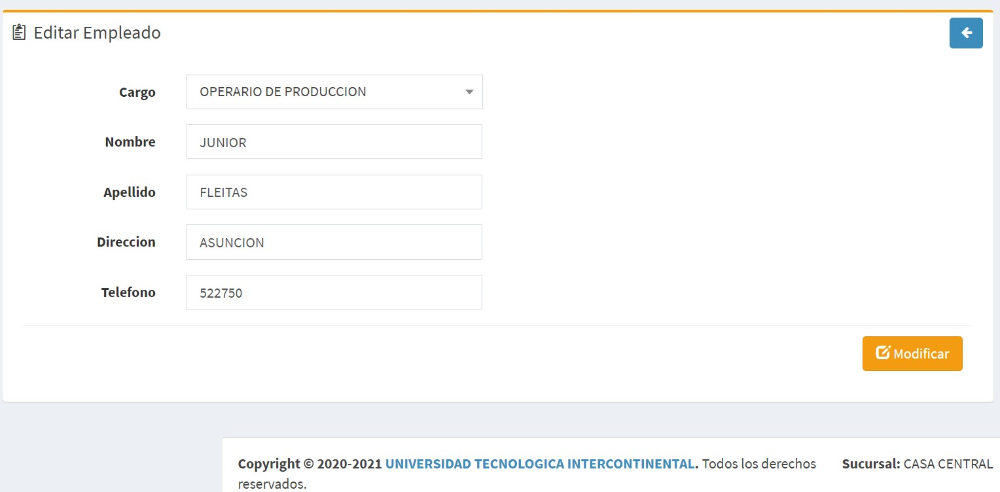 Editar Empleado
Cargo OPERARIO DE PRODUCCION
Nombre JUNIOR
Apellido FLEITAS
Direccion ASUNCION
Telefono 522750
Modificar
Copyright © 2020-2021 UNIVERSIDAD TECNOLOGICA INTERCONTINENTAL. Todos los derechos
reservados.
Sucursal: CASA CENTRAL